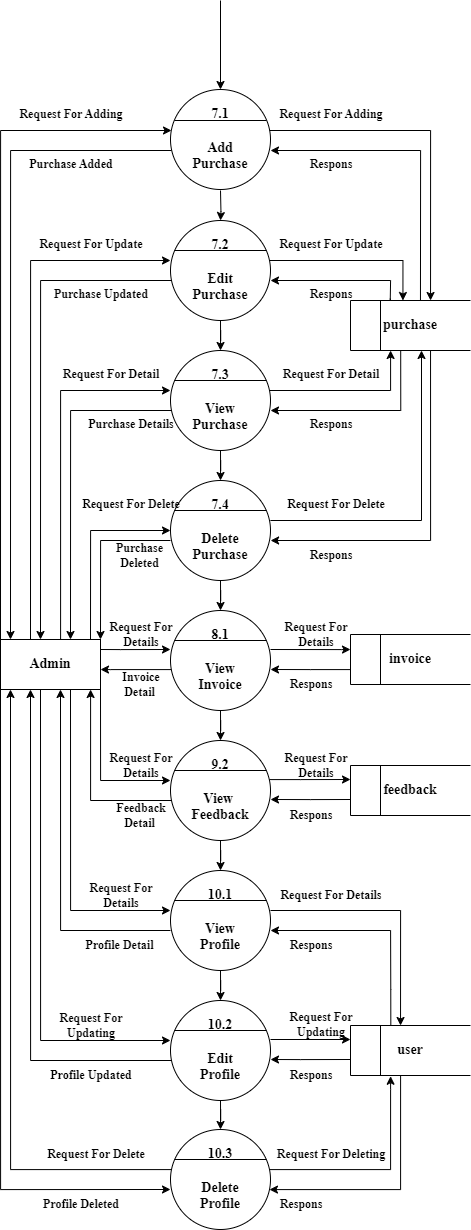 7.1
Request For Adding
Request For Adding
Add
Purchase
Purchase Added
Respons
7.2
Request For Update
Request For Update
Edit
Purchase
Purchase Updated
Respons
purchase
7.3
Request For Detail
Request For Detail
View
Purchase
Purchase Details
Respons
7.4
Request For Delete
Request For Delete
Delete
Purchase
Purchase
Deleted
Respons
8.1
Request For
Details
Request For
Details
Admin
View
Invoice
invoice
Invoice
Detail
Respons
9.2
Request For
Details
Request For
Details
View
Feedback
feedback
Feedback
Detail
Respons
10.1
Request For
Details
Request For Details
View
Profile
Profile Detail
Respons
10.2
Request For
Updating
Request For
Updating
Edit
Profile
user
Profile Updated
Respons
10.3
Request For Delete
Request For Deleting
Delete
Profile
Profile Deleted
Respons